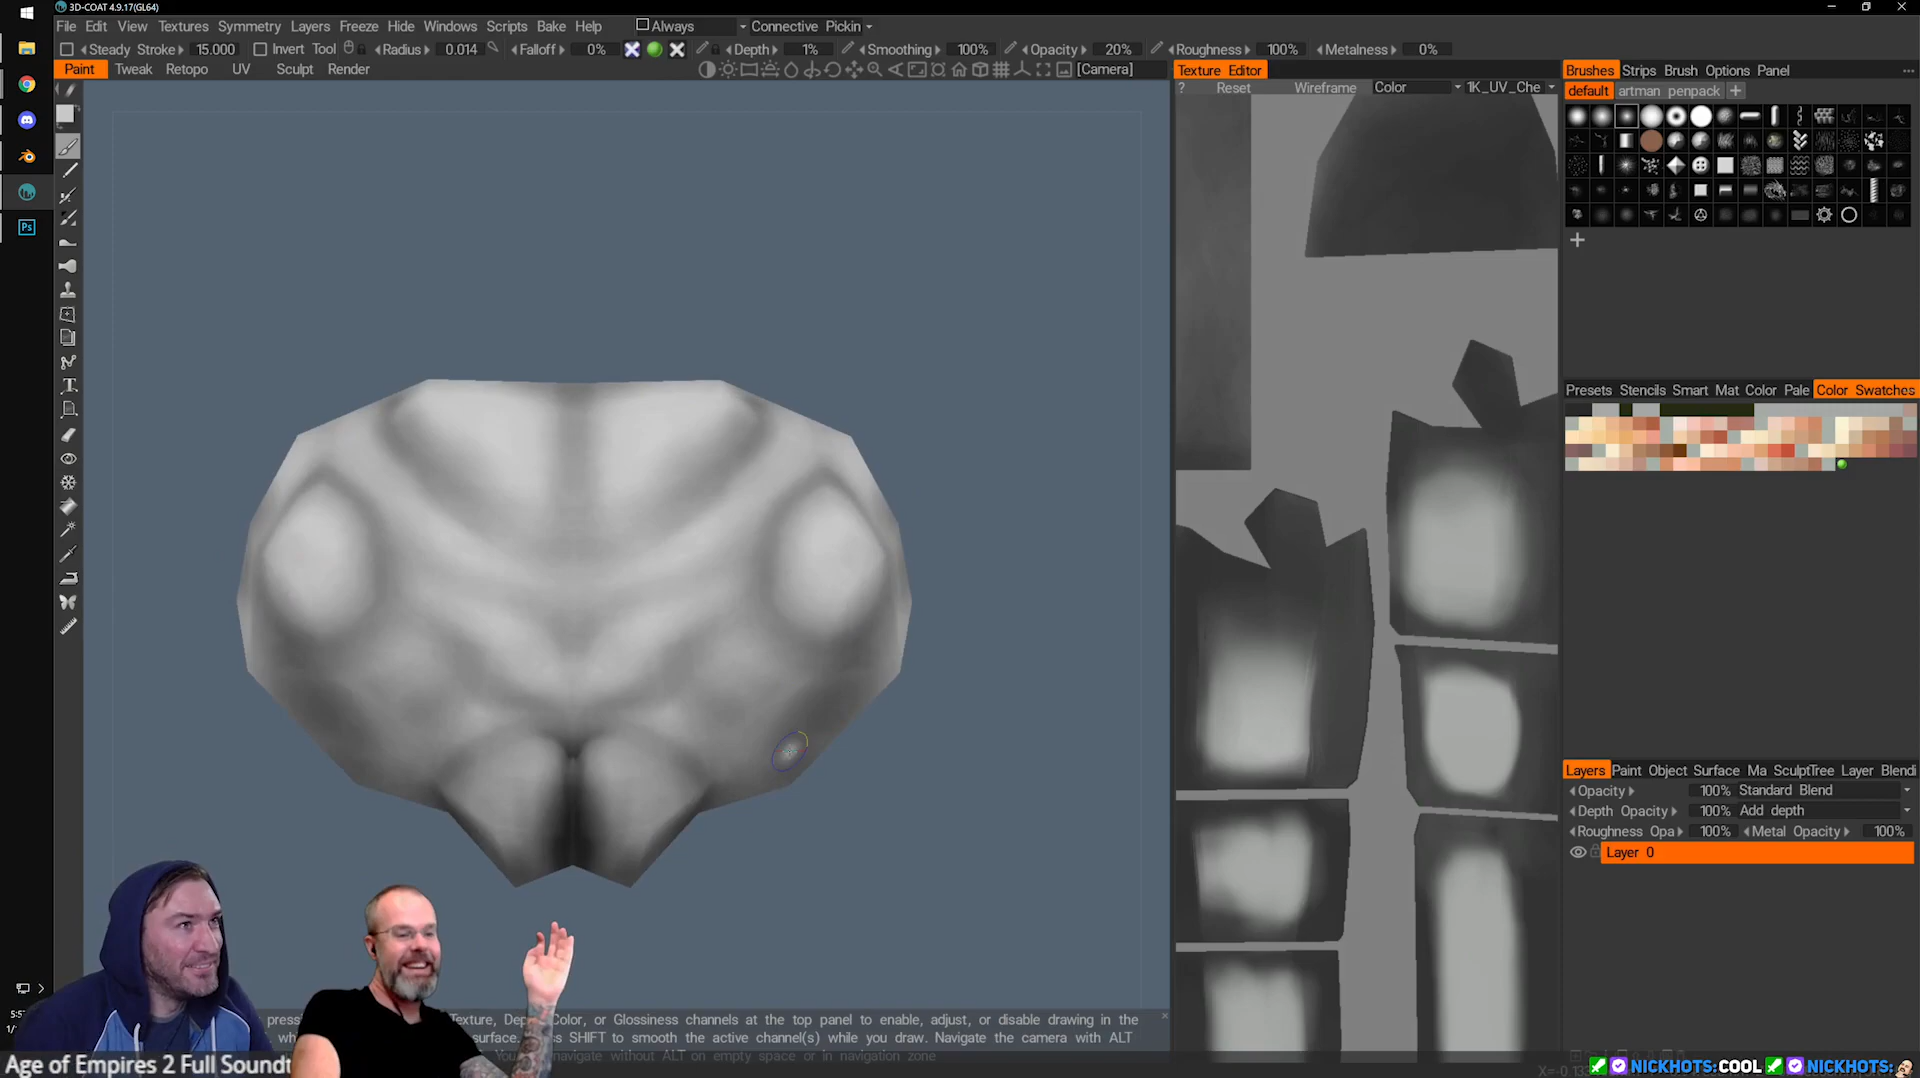 3D-COAT 4.9.17(GL64)
File Edit View Textures Symmetry Layers Freeze Hide Windows Scripts Bake Help Always Connective Pickin
Steady Stroke 15.000 Invert Tool Radius 0.014 Falloff 0% Depth 1% Smoothing 100% Opacity 20% Roughness 100% Metalness 0%
Paint Tweak Retopo UV Sculpt Render [Camera]
Texture Editor
? Reset Wireframe Color 1K_UV_Che
Brushes Strips Brush Options Panel
default artman penpack +
Presets Stencils Smart Mat Color Pale Color Swatches
Layers Paint Object Surface Ma SculptTree Layer Blendi
Opacity 100% Standard Blend
Depth Opacity 100% Add depth
Roughness Opa 100% Metal Opacity 100%
Layer 0
Texture, Color, or Glossiness channels at the top panel to enable, adjust, or disable drawing in the
surface. SHIFT to smooth the active channel(s) while you draw. Navigate the camera with ALT
navigate without ALT on empty space or in navigation zone
Age of Empires 2 Full Soundt
NICKHOTS:COOL NICKHOTS:
Ps